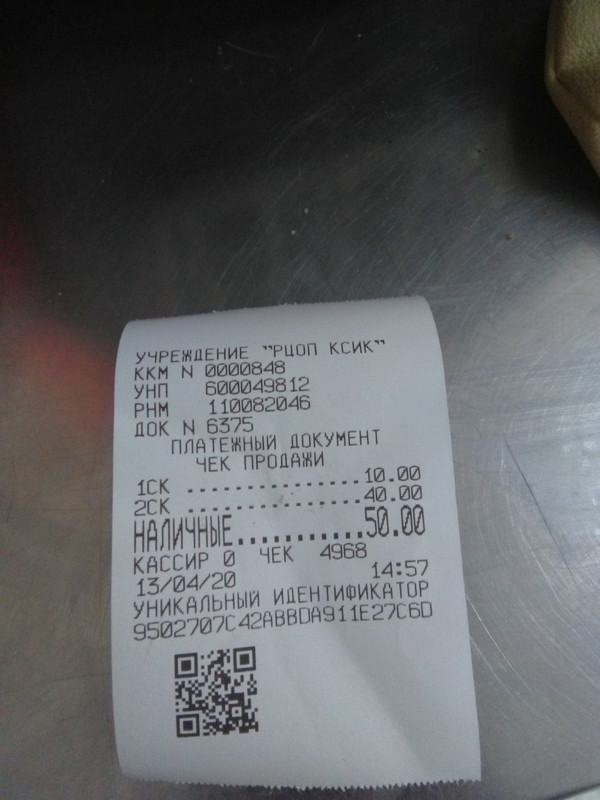 УЧРЕЖДЕНИЕ "РЦОП КСИК"
ККМ N 0000848
УНП 600049812
РНМ 110082046
ДОК N 6375
ПЛАТЕЖНЫЙ ДОКУМЕНТ
ЧЕК ПРОДАЖИ
1СК ................10.00
2СК ................40.00
НАЛИЧНЫЕ...........50.00
КАССИР 0 ЧЕК 4968
13/04/20 14:57
УНИКАЛЬНЫЙ ИДЕНТИФИКАТОР
9502707C42ABBDA911E27C6D